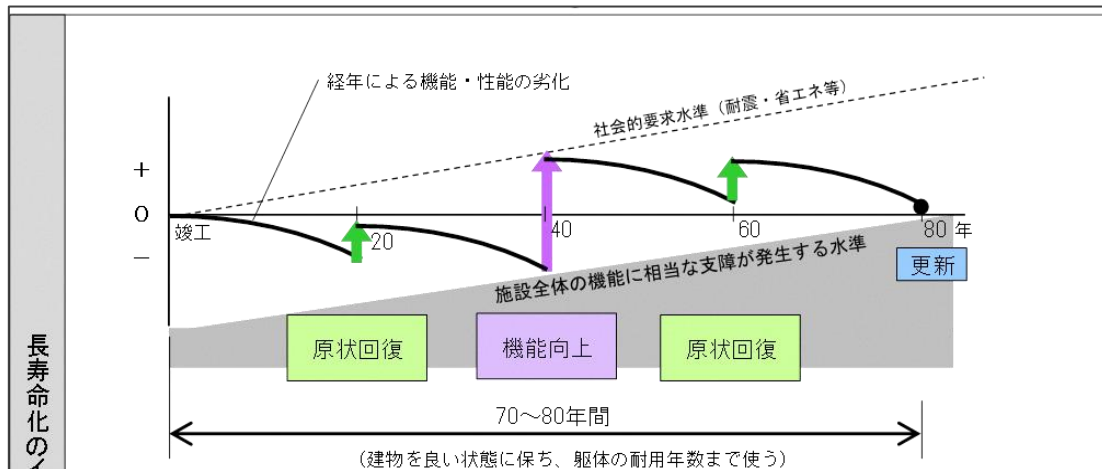 経年による機能・性能の劣化
社会的要求水準（耐震・省エネ等）
＋
0
－
竣工
20
40
60
80 年
施設全体の機能に相当な支障が発生する水準
更新
原状回復
機能向上
原状回復
70～80年間
（建物を良い状態に保ち、躯体の耐用年数まで使う）
長寿命化の